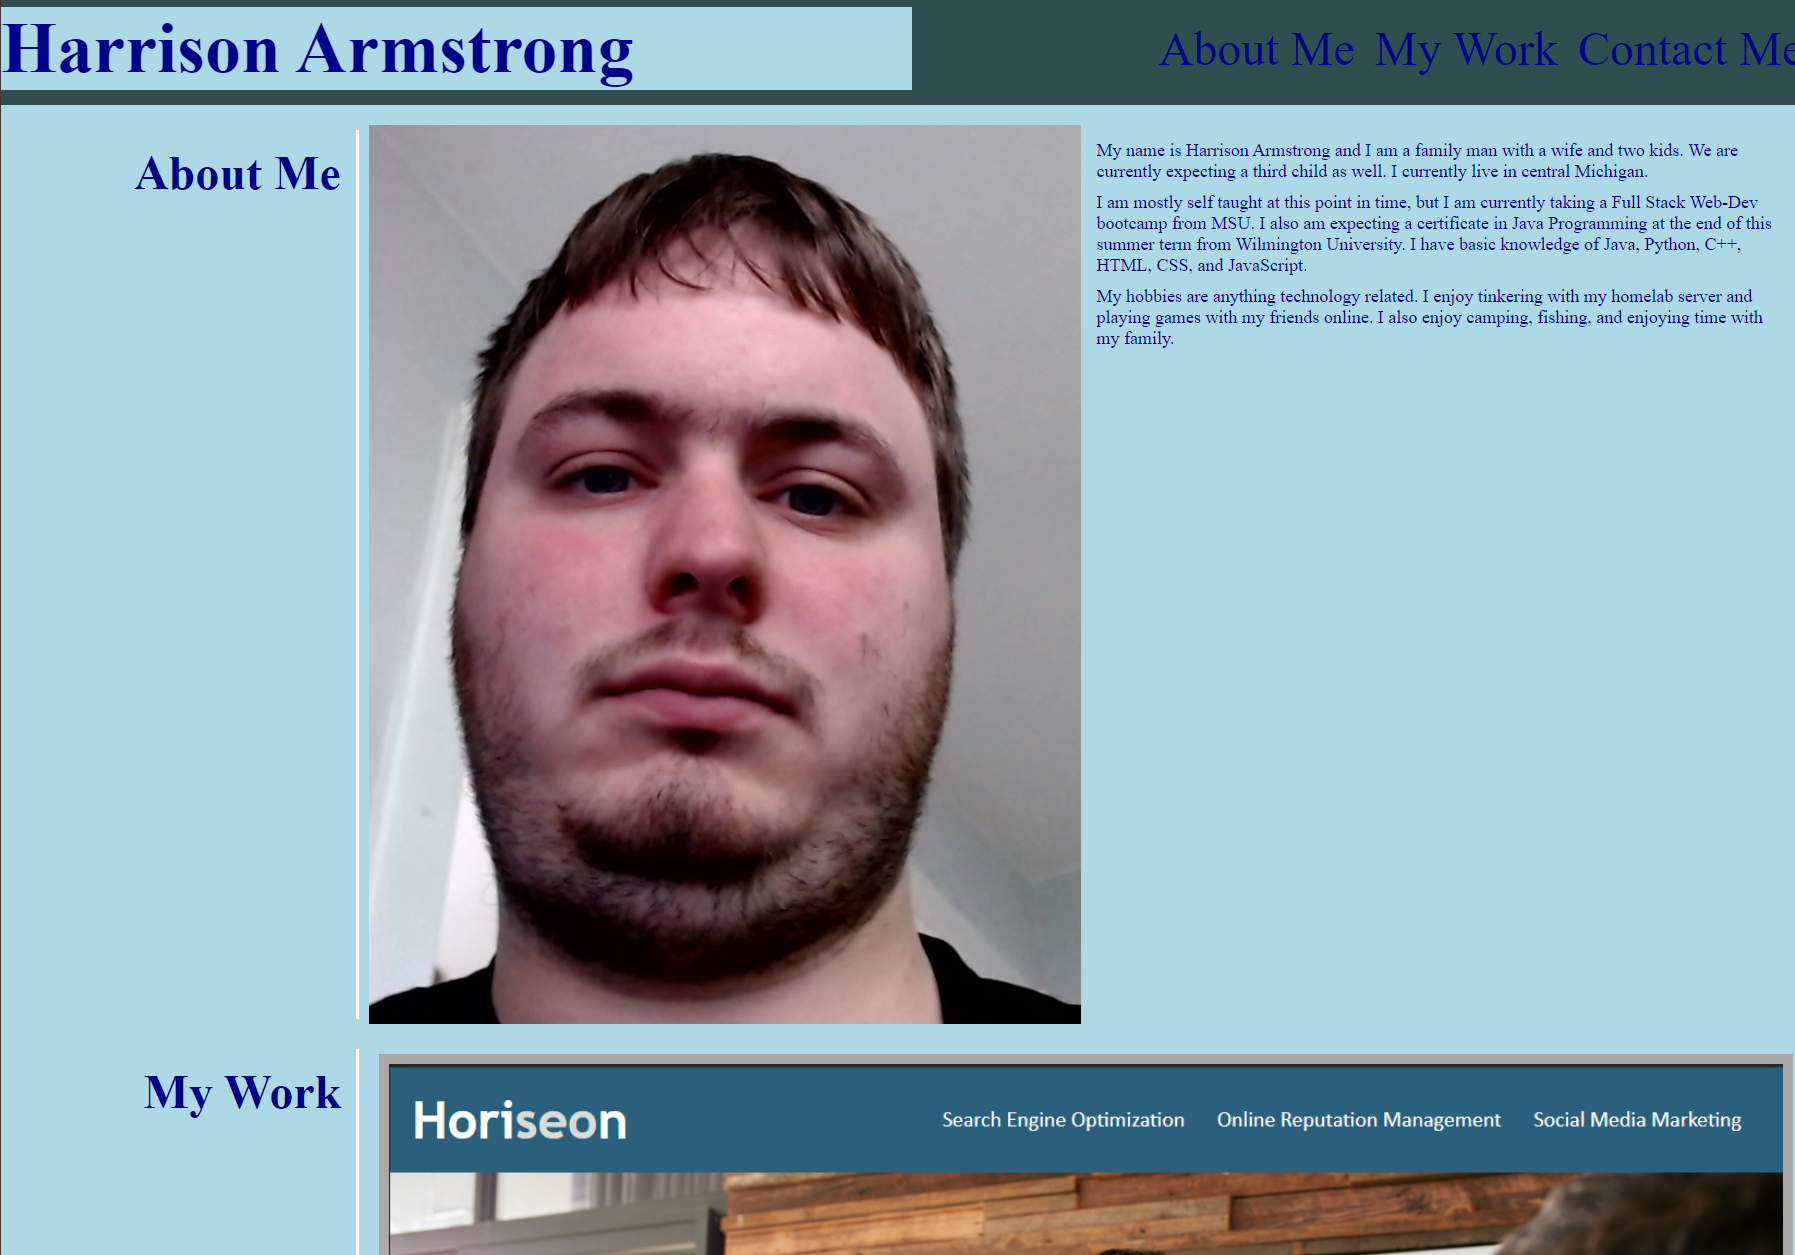 Harrison Armstrong
About Me My Work Contact Me
About Me
My name is Harrison Armstrong and I am a family man with a wife and two kids. We are
currently expecting a third child as well. I currently live in central Michigan.
I am mostly self taught at this point in time, but I am currently taking a Full Stack Web-Dev
bootcamp from MSU. I also am expecting a certificate in Java Programming at the end of this
summer term from Wilmington University. I have basic knowledge of Java, Python, C++,
HTML, CSS, and JavaScript.
My hobbies are anything technology related. I enjoy tinkering with my homelab server and
playing games with my friends online. I also enjoy camping, fishing, and enjoying time with
my family.
My Work
Horiseon
Search Engine Optimization Online Reputation Management Social Media Marketing